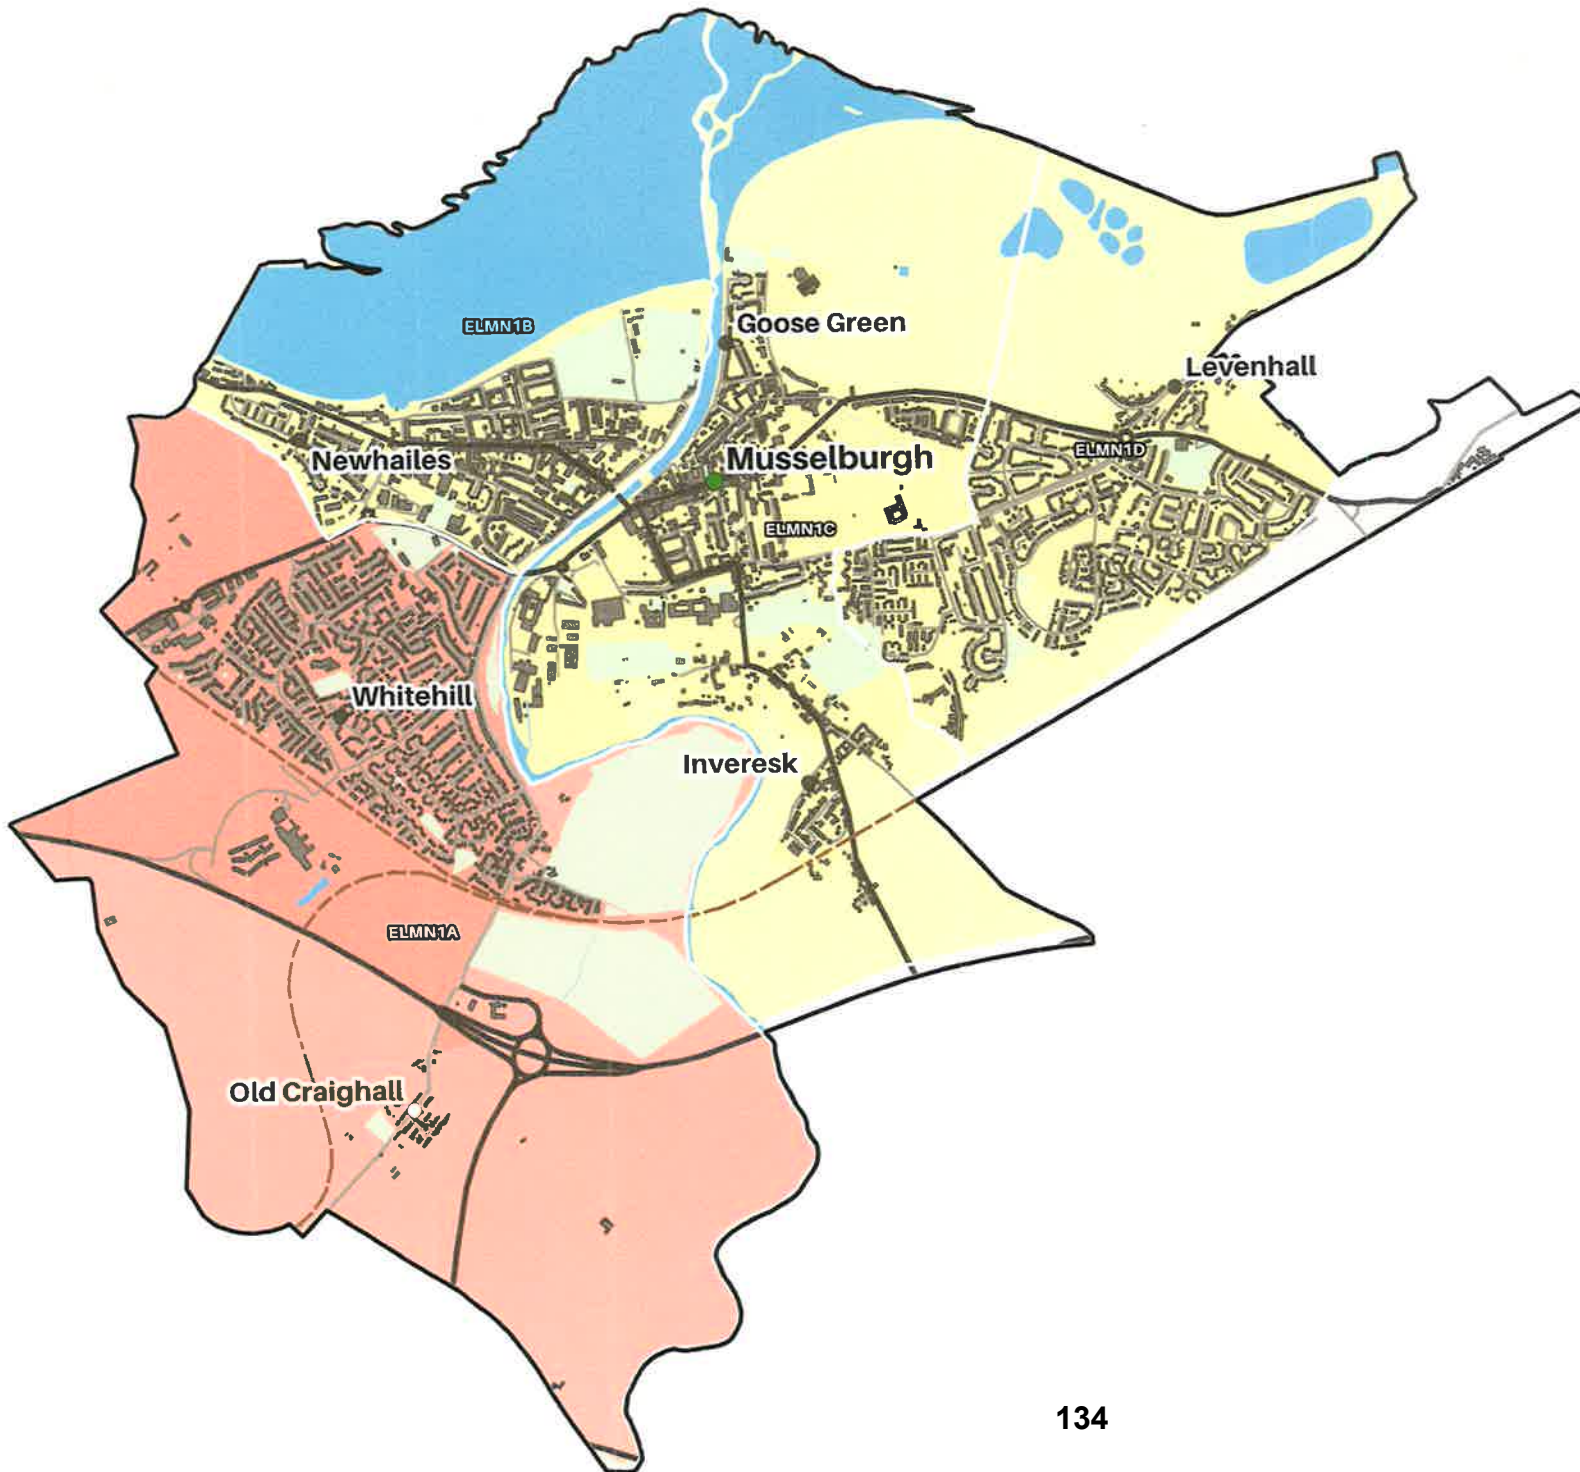 Goose Green
ELMN1B
Levenhall
Newhailes
Musselburgh
ELMN1D
ELMN1C
Whitehill
Inveresk
ELMN1A
Old Craighall
134